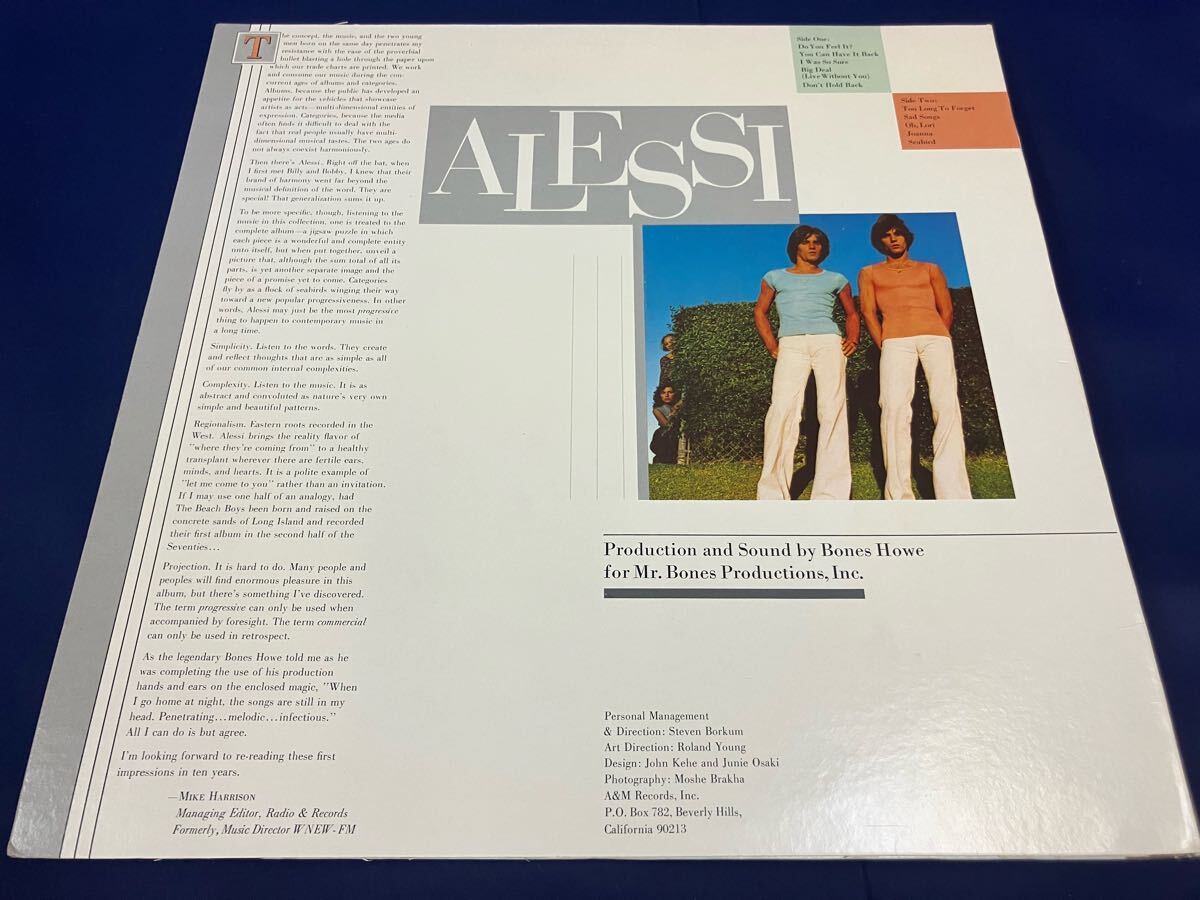 The concept, the music, and the two young
men born on the same day penetrates my
resistance with the ease of the proverbial
bullet blasting a hole through the paper upon
which our trade charts are printed. We work
and consume our music during the con-
current ages of albums and categories.
Albums, because the public has developed an
appetite for the vehicles that showcase
artists as acts—multi-dimensional entities of
expression. Categories, because the media
often finds it difficult to deal with the
fact that real people usually have multi-
dimensional musical tastes. The two ages do
not always coexist harmoniously.
Then there's Alessi. Right off the bat, when
I first met Billy and Bobby, I knew that their
brand of harmony went far beyond the
musical definition of the word. They are
special! That generalization sums it up.
To be more specific, though, listening to the
music in this collection, one is treated to the
complete album—a jigsaw puzzle in which
each piece is a wonderful and complete entity
unto itself, but when put together, unveil a
picture that, although the sum total of all its
parts, is yet another separate image and the
piece of a promise yet to come. Categories
fly by as a flock of seabirds winging their way
toward a new popular progressiveness. In other
words, Alessi may just be the most progressive
thing to happen to contemporary music in
a long time.
Simplicity. Listen to the words. They create
and reflect thoughts that are as simple as all
of our common internal complexities.
Complexity. Listen to the music. It is as
abstract and convoluted as nature's very own
simple and beautiful patterns.
Regionalism. Eastern roots recorded in the
West. Alessi brings the reality flavor of
"where they're coming from" to a healthy
transplant wherever there are fertile ears,
minds, and hearts. It is a polite example of
"let me come to you" rather than an invitation.
If I may use one half of an analogy, had
The Beach Boys been born and raised on the
concrete sands of Long Island and recorded
their first album in the second half of the
Seventies...
Projection. It is hard to do. Many people and
peoples will find enormous pleasure in this
album, but there's something I've discovered.
The term progressive can only be used when
accompanied by foresight. The term commercial
can only be used in retrospect.
As the legendary Bones Howe told me as he
was completing the use of his production
hands and ears on the enclosed magic, "When
I go home at night, the songs are still in my
head. Penetrating...melodic...infectious."
All I can do is but agree.
I'm looking forward to re-reading these first
impressions in ten years.
—MIKE HARRISON
Managing Editor, Radio & Records
Formerly, Music Director WNEW-FM
ALESSI
Side One:
Do You Feel It?
You Can Have It Back
I Was So Sure
Big Deal
(Live Without You)
Don't Hold Back
Side Two:
Too Long To Forget
Sad Songs
Oh, Lori
Joanna
Seabird
Production and Sound by Bones Howe
for Mr. Bones Productions, Inc.
Personal Management
& Direction: Steven Borkum
Art Direction: Roland Young
Design: John Kehe and Junie Osaki
Photography: Moshe Brakha
A&M Records, Inc.
P.O. Box 782, Beverly Hills,
California 90213